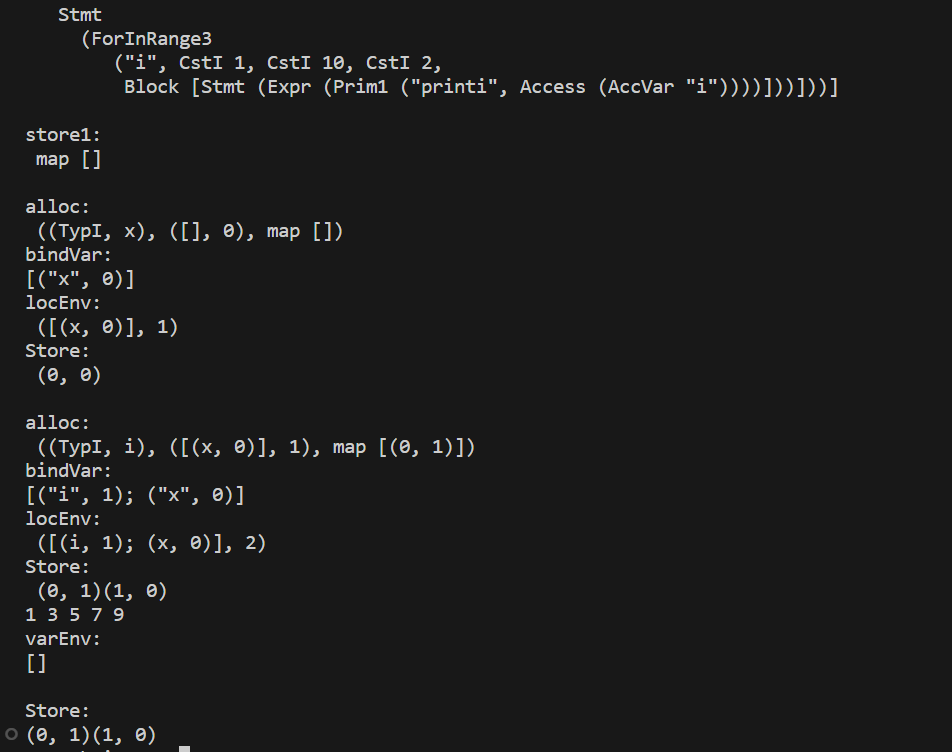 Stmt
(ForInRange3
("i", CstI 1, CstI 10, CstI 2,
Block [Stmt (Expr (Prim1 ("printi", Access (AccVar "i"))))]))]))]
store1:
map []
alloc:
((TypI, x), ([], 0), map [])
bindVar:
[("x", 0)]
locEnv:
([(x, 0)], 1)
Store:
(0, 0)
alloc:
((TypI, i), ([(x, 0)], 1), map [(0, 1)])
bindVar:
[("i", 1); ("x", 0)]
locEnv:
([(i, 1); (x, 0)], 2)
Store:
(0, 1)(1, 0)
1 3 5 7 9
varEnv:
[]
Store:
(0, 1)(1, 0)